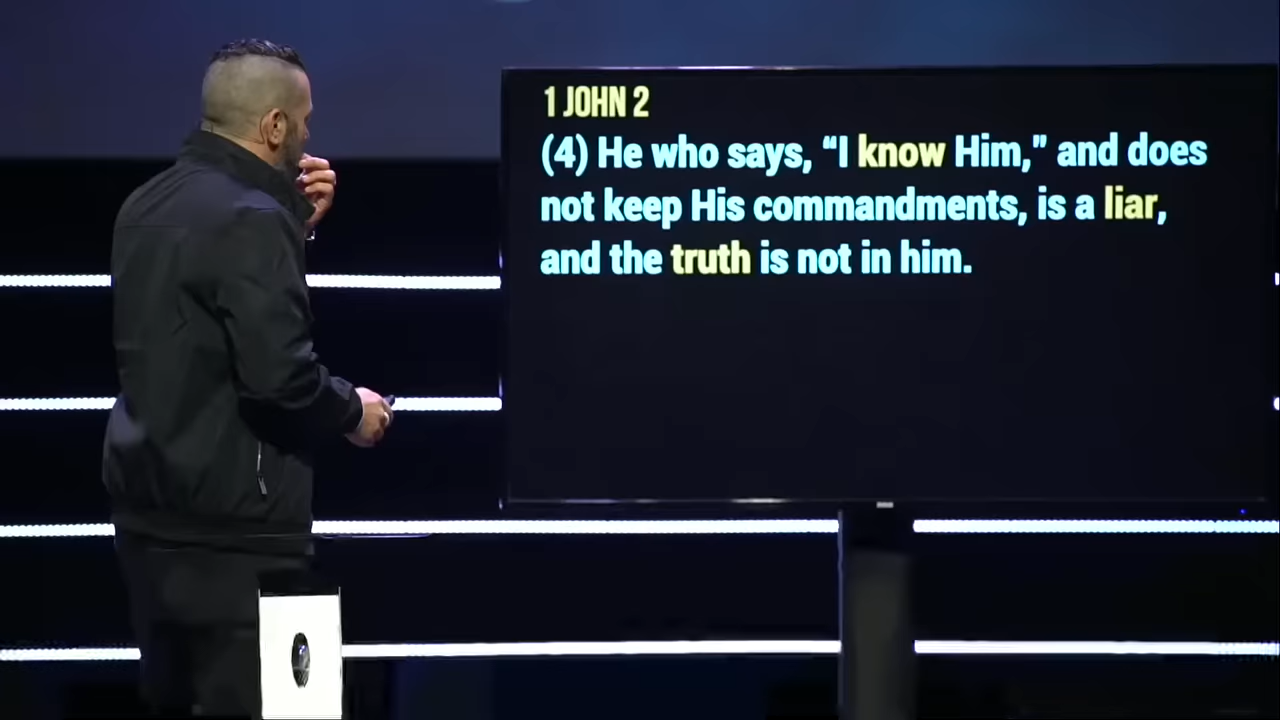 1 JOHN 2
(4) He who says, “I know Him,” and does
not keep His commandments, is a liar,
and the truth is not in him.